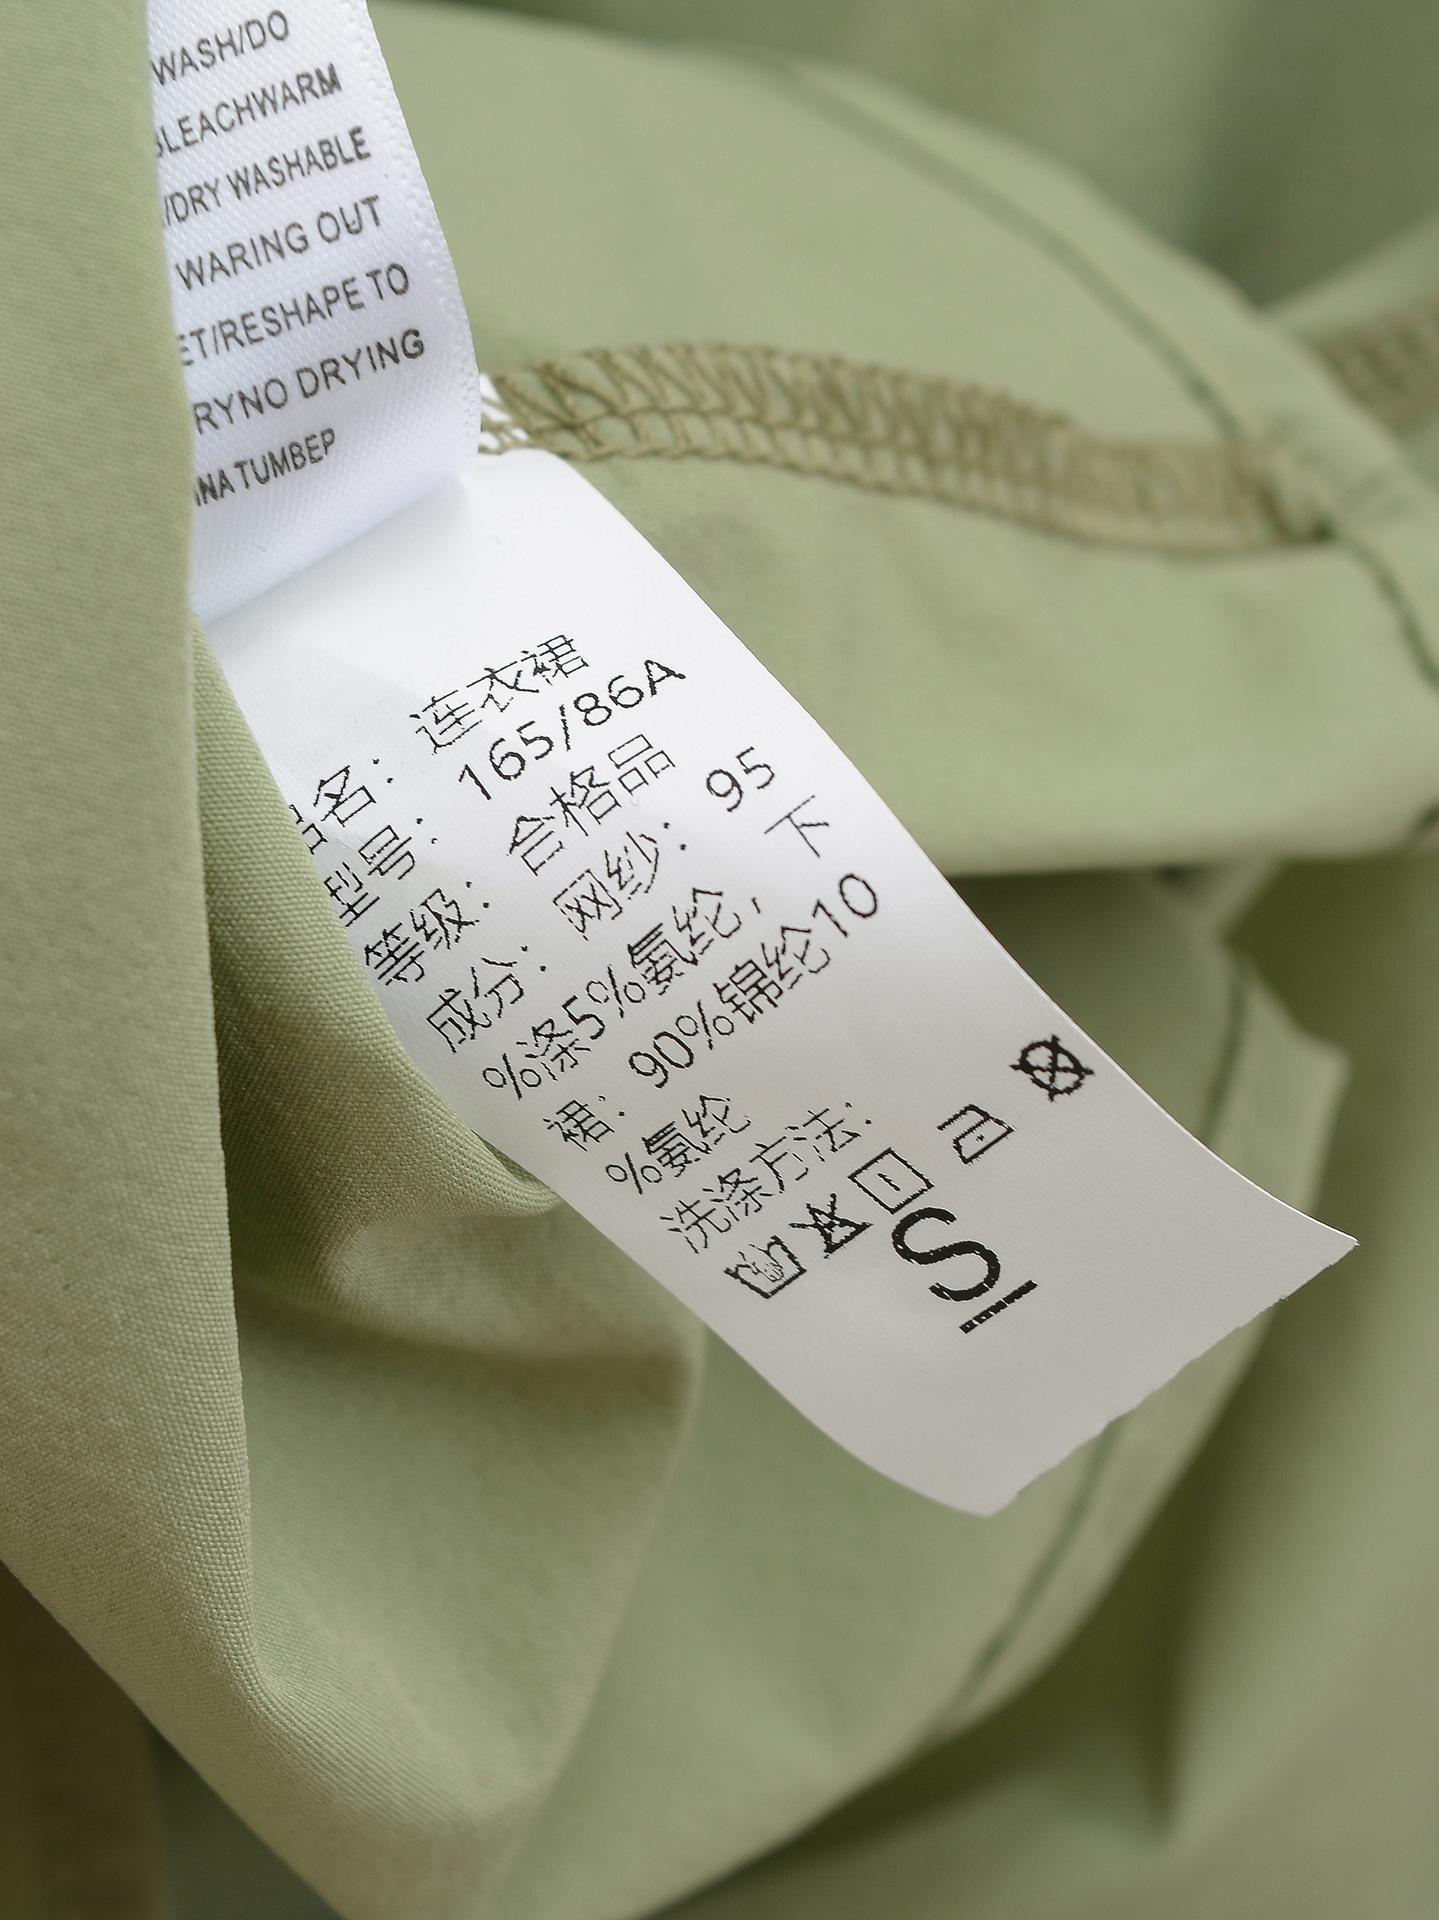 WASH/DO
BLEACHWARM
/DRY WASHABLE
WARING OUT
ET/RESHAPE TO
RYNO DRYING
NA TUMBEP
品名：连衣裙
型号：165/86A
等级：合格品
成分：网纱：95
%涤5%氨纶，下
裙：90%锦纶10
%氨纶
洗涤方法：
S